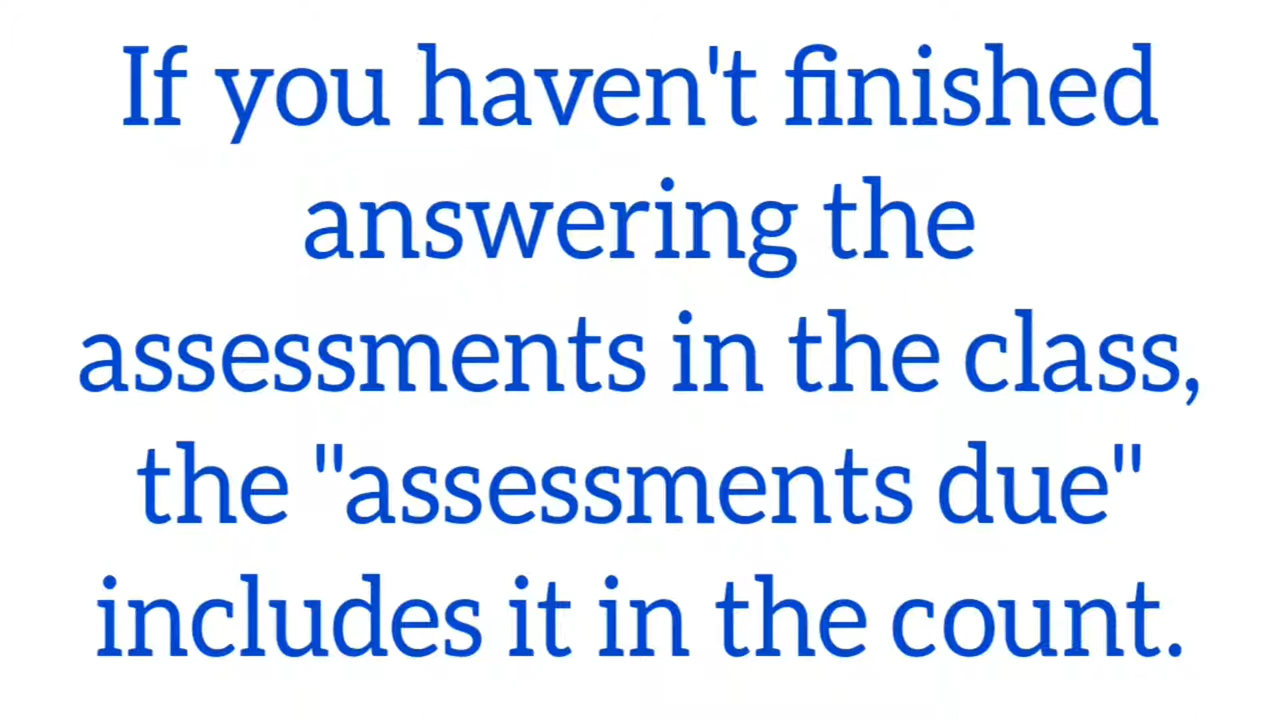 If you haven't finished
answering the
assessments in the class,
the "assessments due"
includes it in the count.